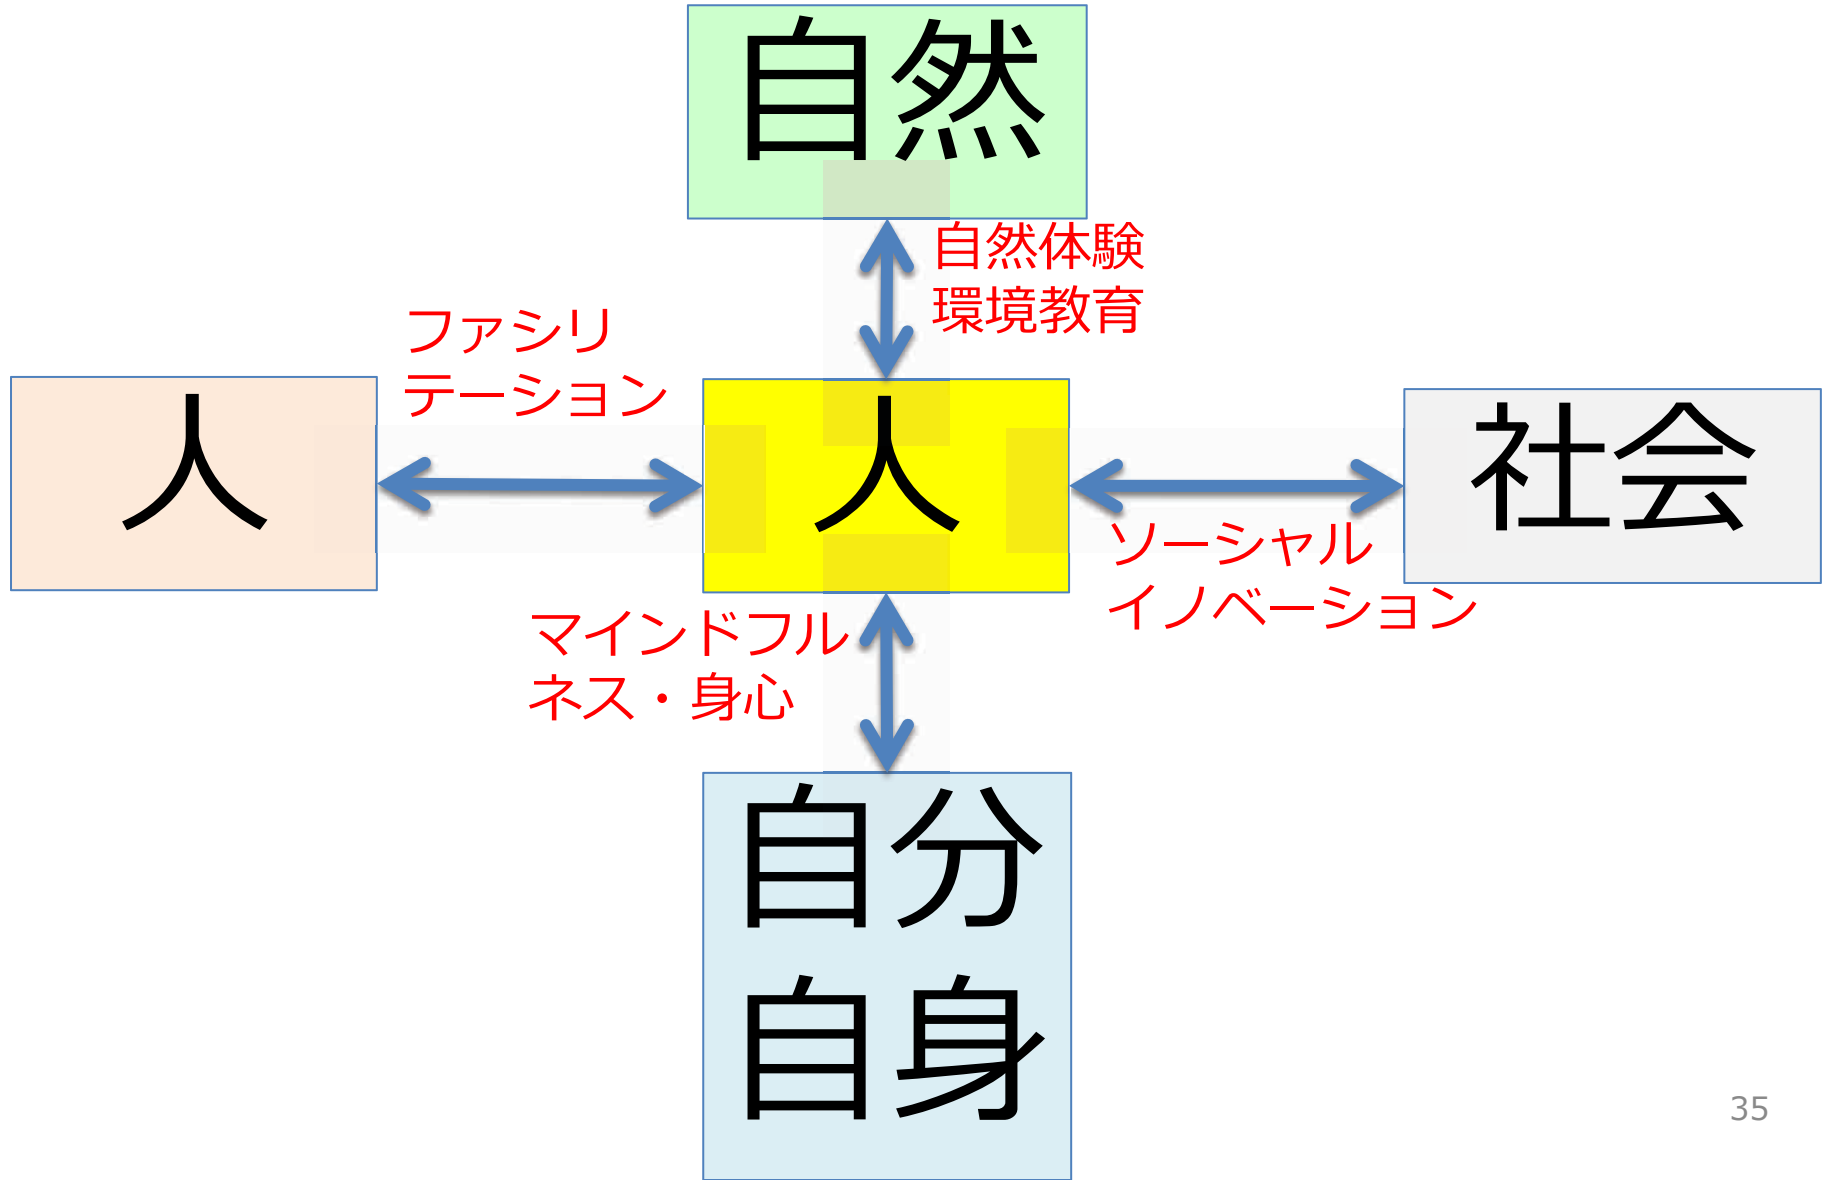 自然
自然体験
環境教育
ファシリ
テーション
人
人
社会
ソーシャル
イノベーション
マインドフル
ネス・身心
自分
自身
35